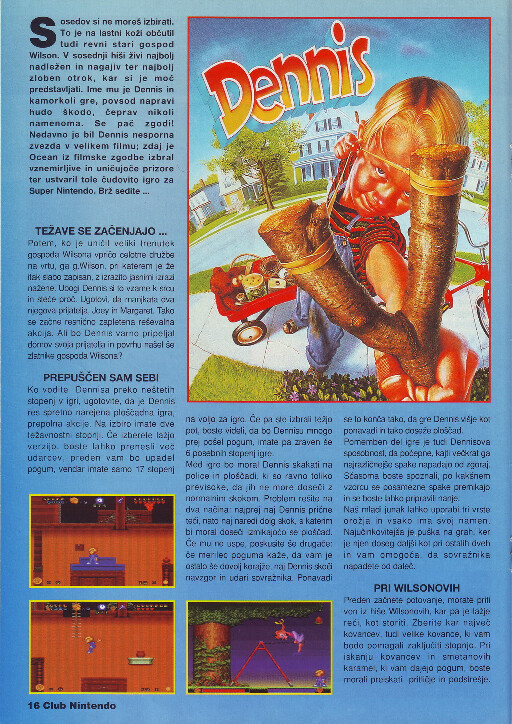 Sosedov si ne moreš izbirati.
To je na lastni koži občutil
tudi revni stari gospod
Wilson. V sosednji hiši živi najbolj
nadležen in nagajiv ter najbolj
zloben otrok, kar si je moč
predstavljati. Ime mu je Dennis in
kamorkoli gre, povsod napravi
hudo škodo, čeprav nikoli
namenoma. Se pač zgodi!
Nedavno je bil Dennis nesporna
zvezda v velikem filmu; zdaj je
Ocean iz filmske zgodbe izbral
vznemirljive in uničujoče prizore
ter ustvaril tole čudovito igro za
Super Nintendo. Brž sedite ...
Dennis
TEŽAVE SE ZAČENJAJO ...
Potem, ko je uničil veliki trenutek
gospoda Wilsona vpričo celotne družbe
na vrtu, ga g.Wilson, pri katerem je že
tlak slabo zapisan, z izrazito jasnimi izrazi
nažene. Ubogi Dennis si to vzame k srcu
in steče proč. Ugotovi, da manjkata dva
njegova prijatelja, Joey in Margaret. Tako
se začne resnično zapletena reševalna
akcija. Ali bo Dennis varno pripeljal
domov svoja prijatelja in povrhu našel še
zlatnike gospoda Wilsona?
PREPUŠČEN SAM SEBI
Ko vodite Dennisa preko neštetih
stopenj v igri, ugotovite, da je Dennis
res spretno narejena ploščadna igra,
prepolna akcije. Na izbiro imate dve
težavnostni stopnji. Če izberete lažjo
verzijo, boste lahko prenesli več
udarcev, preden vam bo upadel
pogum, vendar imate samo 17 stopenj
na voljo za igro. Če pa ste izbrali težjo
pot, boste videli, da bo Dennisu mnogo
prej pošel pogum, imate pa zraven še
6 posebnih stopenj igre.
Med igro bo moral Dennis skakati na
police in ploščadi, ki so ravno toliko
previsoke, da jih ne more doseči z
normalnim skokom. Problem rešite na
dva načina: najprej naj Dennis prične
teči, nato naj naredi dolg skok, s katerim
bi moral doseči izmikajočo se ploščad.
Če mu ne uspe, poskusite še drugače:
če merilec poguma kaže, da vam je
ostalo še dovolj korajže, naj Dennis skoči
navzgor in udari sovražnika. Ponavadi
se to konča tako, da gre Dennis višje kot
ponavadi in tako doseže ploščad.
Pomemben del igre je tudi Dennisova
sposobnost, da počepne, kajti večkrat ga
najrazličnejše spake napadajo od zgoraj.
Sčasoma boste spoznali, po kakšnem
vzorcu se posamezne spake premikajo
in se boste lahko pripravili nanje.
Naš mladi junak lahko uporabi tri vrste
orožja in vsako ima svoj namen.
Najučinkovitejša je puška na grah, ker
je njen doseg daljši kot pri ostalih dveh
in vam omogoča, da sovražnika
napadete od daleč.
PRI WILSONOVIH
Preden začnete potovanje, morate priti
ven iz hiše Wilsonovih, kar pa je lažje
reči, kot storiti. Zberite kar največ
kovancev, tudi velike kovance, ki vam
bodo pomagali zaključiti stopnjo. Pri
iskanju kovancev in smetanovih
karamel, ki vam dajejo pogum, boste
morali preiskati pritličje in podstrešje,
16 Club Nintendo